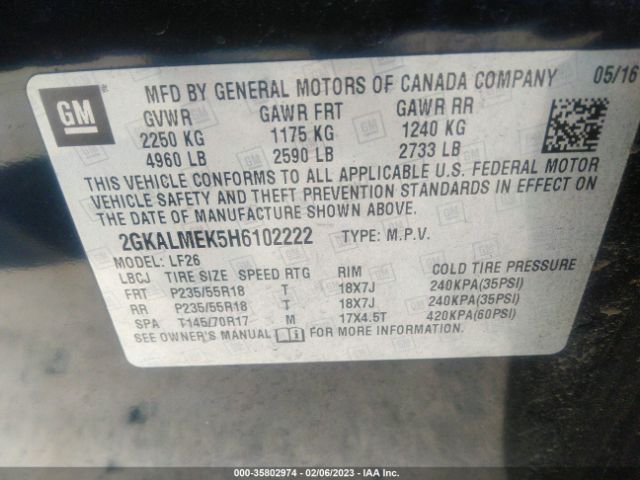 GM
MFD BY GENERAL MOTORS OF CANADA COMPANY 05/16
GVWR GAWR FRT GAWR RR
2250 KG 1175 KG 1240 KG
4960 LB 2590 LB 2733 LB
THIS VEHICLE CONFORMS TO ALL APPLICABLE U.S. FEDERAL MOTOR
VEHICLE SAFETY AND THEFT PREVENTION STANDARDS IN EFFECT ON
THE DATE OF MANUFACTURE SHOWN ABOVE.
2GKALMEK5H6102222 TYPE: M.P.V.
MODEL: LF26
LBCJ TIRE SIZE SPEED RTG RIM COLD TIRE PRESSURE
FRT P235/55R18 T 18X7J 240KPA(35PSI)
RR P235/55R18 T 18X7J 240KPA(35PSI)
SPA T145/70R17 M 17X4.5T 420KPA(60PSI)
SEE OWNER'S MANUAL FOR MORE INFORMATION
000-35802974 / 02/06/2023 - IAA Inc.